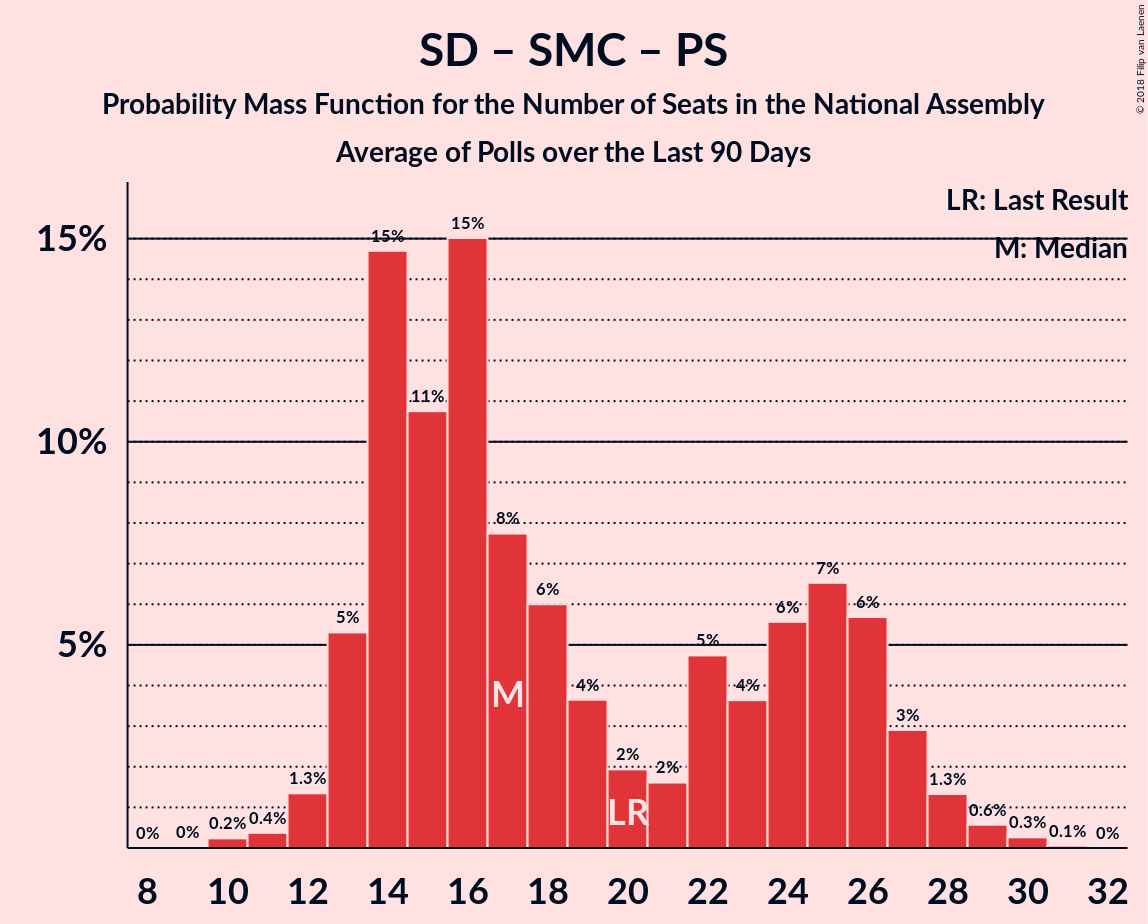 SD – SMC – PS
Probability Mass Function for the Number of Seats in the National Assembly
Average of Polls over the Last 90 Days
© 2018 Filip van Laenen
LR: Last Result
M: Median
15%
10%
5%
0% 0% 0.2% 0.4% 1.3% 5% 15% 11% 15% 8% 6% 4% 2% 2% 5% 4% 6% 7% 6% 3% 1.3% 0.6% 0.3% 0.1% 0%
M
LR
8 10 12 14 16 18 20 22 24 26 28 30 32